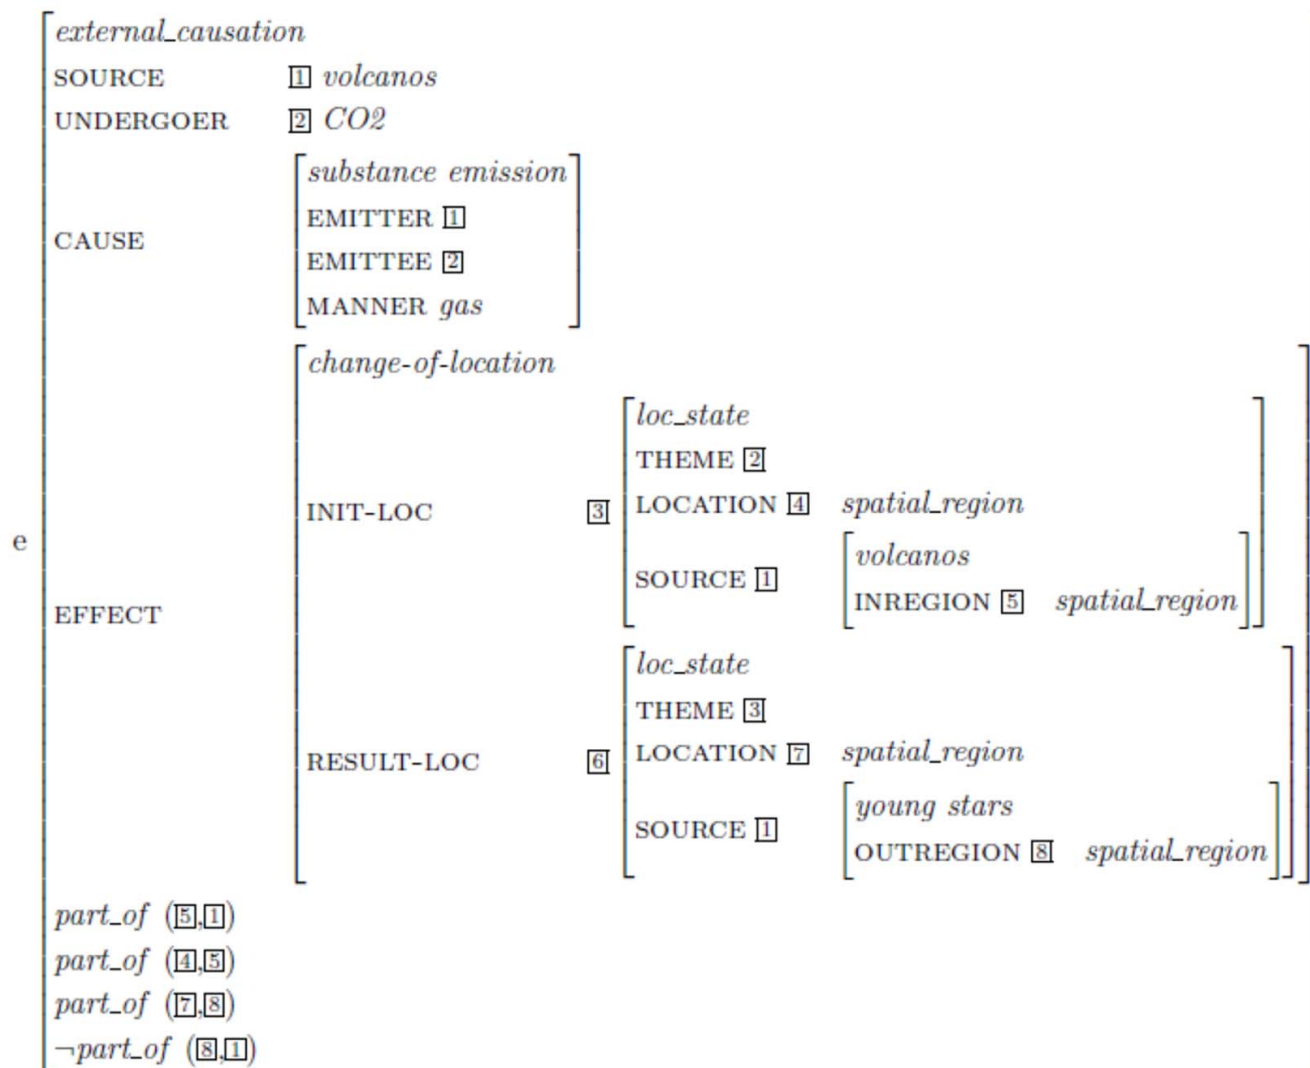 external_causation
SOURCE 1 volcanos
UNDERGOER 2 CO2
substance emission
EMITTER 1
CAUSE
EMITTEE 2
MANNER gas
change-of-location
loc_state
THEME 2
INIT-LOC 3 LOCATION 4 spatial_region
volcanos
SOURCE 1
INREGION 5 spatial_region
e
EFFECT
loc_state
THEME 3
RESULT-LOC 6 LOCATION 7 spatial_region
young stars
SOURCE 1
OUTREGION 8 spatial_region
part_of (5,1)
part_of (4,5)
part_of (7,8)
¬part_of (8,1)